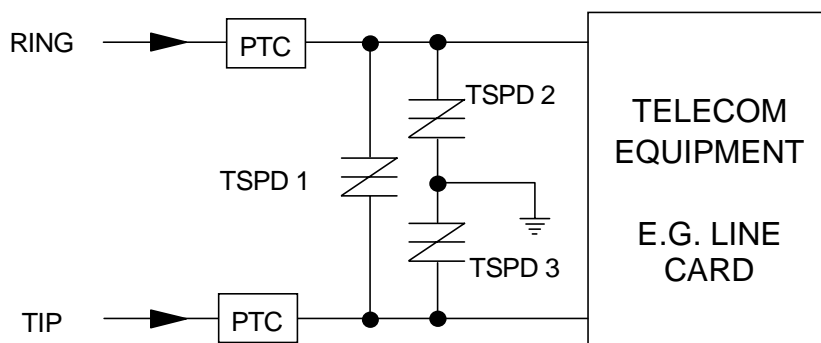 RING
PTC
TSPD 2
TELECOM
EQUIPMENT
TSPD 1
E.G. LINE
CARD
TSPD 3
TIP
PTC